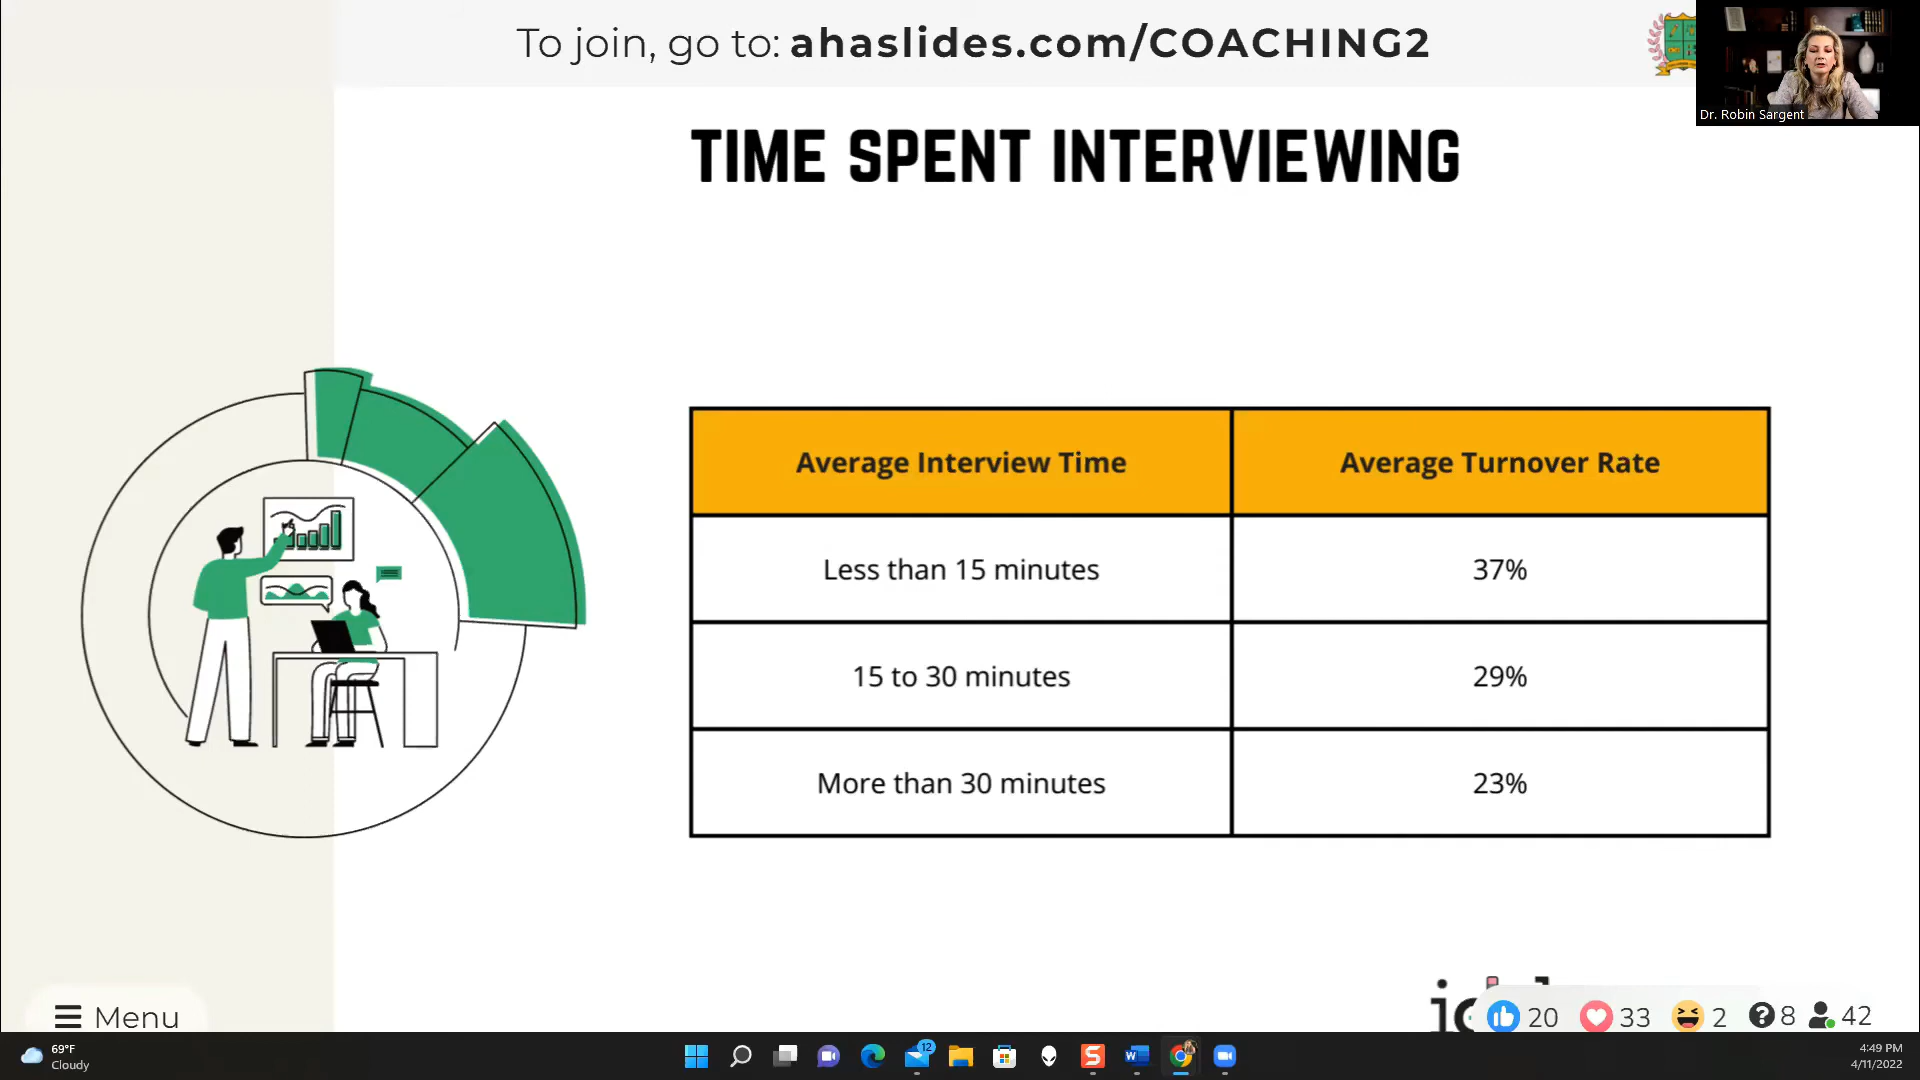 To join, go to: ahaslides.com/COACHING2
Dr. Robin Sargent
TIME SPENT INTERVIEWING
Average Interview Time
Average Turnover Rate
Less than 15 minutes
37%
15 to 30 minutes
29%
More than 30 minutes
23%
Menu
20
33
2
8
42
69°F
Cloudy
12
4:49 PM
4/11/2022